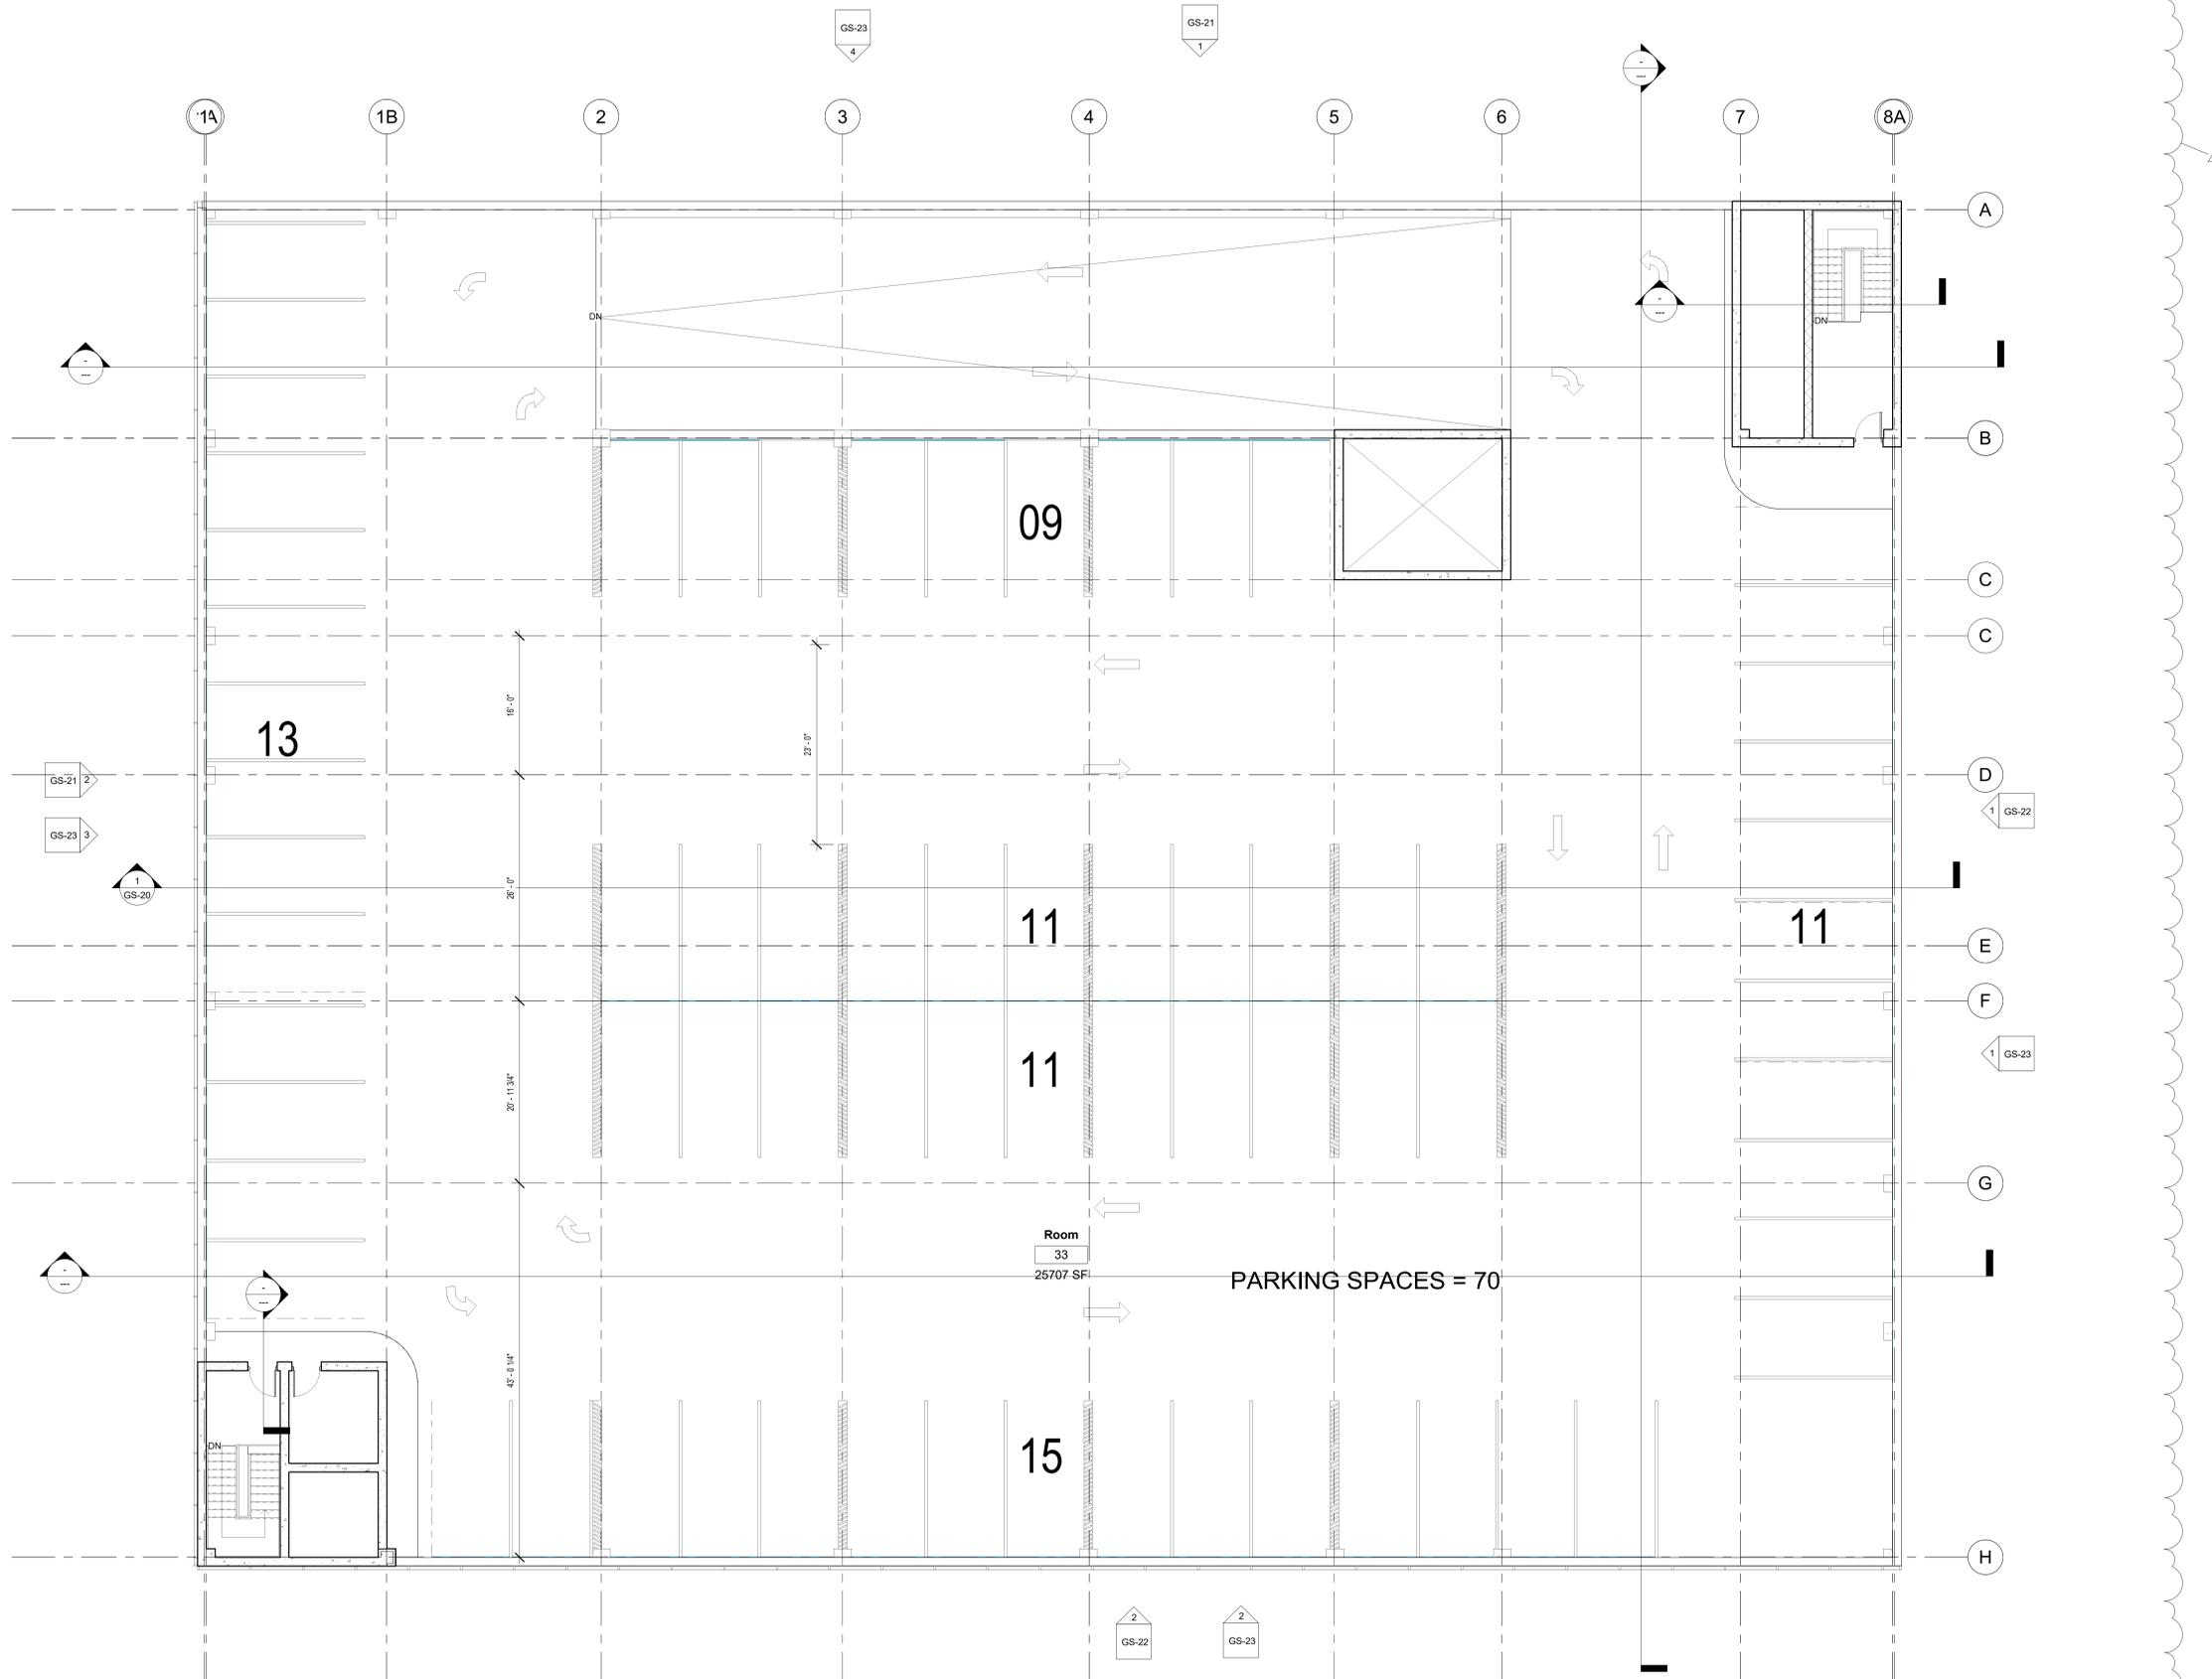 GS-23
4
GS-21
1
-
---
1B
2
3
4
5
6
7
8A
A
-
---
DN
DN
-
---
B
09
C
C
16' - 0"
23' - 0"
13
GS-21 2
D
1 GS-22
GS-23 3
1
GS-20
26' - 0"
11
11
E
F
1 GS-23
11
20' - 11 3/4"
G
Room
33
25707 SF
PARKING SPACES = 70
-
---
-
---
43' - 0 1/4"
DN
15
H
2
GS-22
2
GS-23